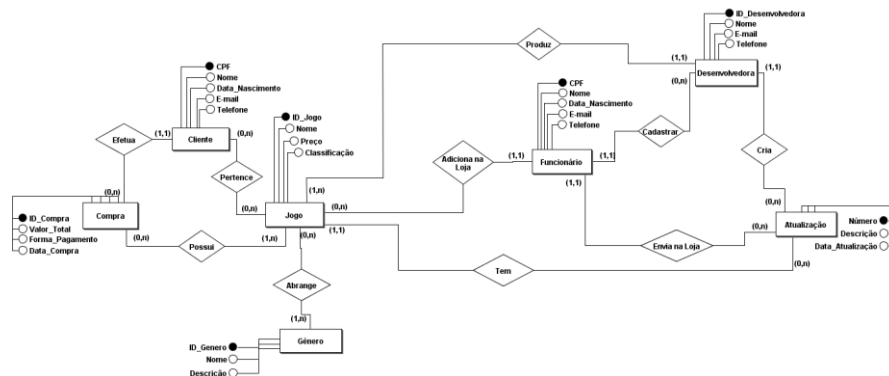 ID_Desenvolvedora
Nome
E-mail
Telefone
Produz
(1,1)
Desenvolvedora
(1,1)
(0,n)
CPF
Nome
Data_Nascimento
E-mail
Telefone
CPF
Nome
Data_Nascimento
E-mail
Telefone
ID_Jogo
Nome
Preço
Classificação
Efetua
(1,1)
Cliente
(0,n)
Cadastrar
Cria
Adiciona na
Loja
(1,1)
Funcionário
(1,1)
(1,1)
Pertence
(0,n)
Compra
(0,n)
(1,n)
Jogo
(0,n)
(1,1)
(0,n)
(0,n)
Atualização
ID_Compra
Valor_Total
Forma_Pagamento
Data_Compra
(0,n)
Possui
(1,n)
(0,n)
Envia na Loja
(0,n)
(0,n)
Número
Descrição
Data_Atualização
Tem
Abrange
(1,n)
Gênero
ID_Genero
Nome
Descrição